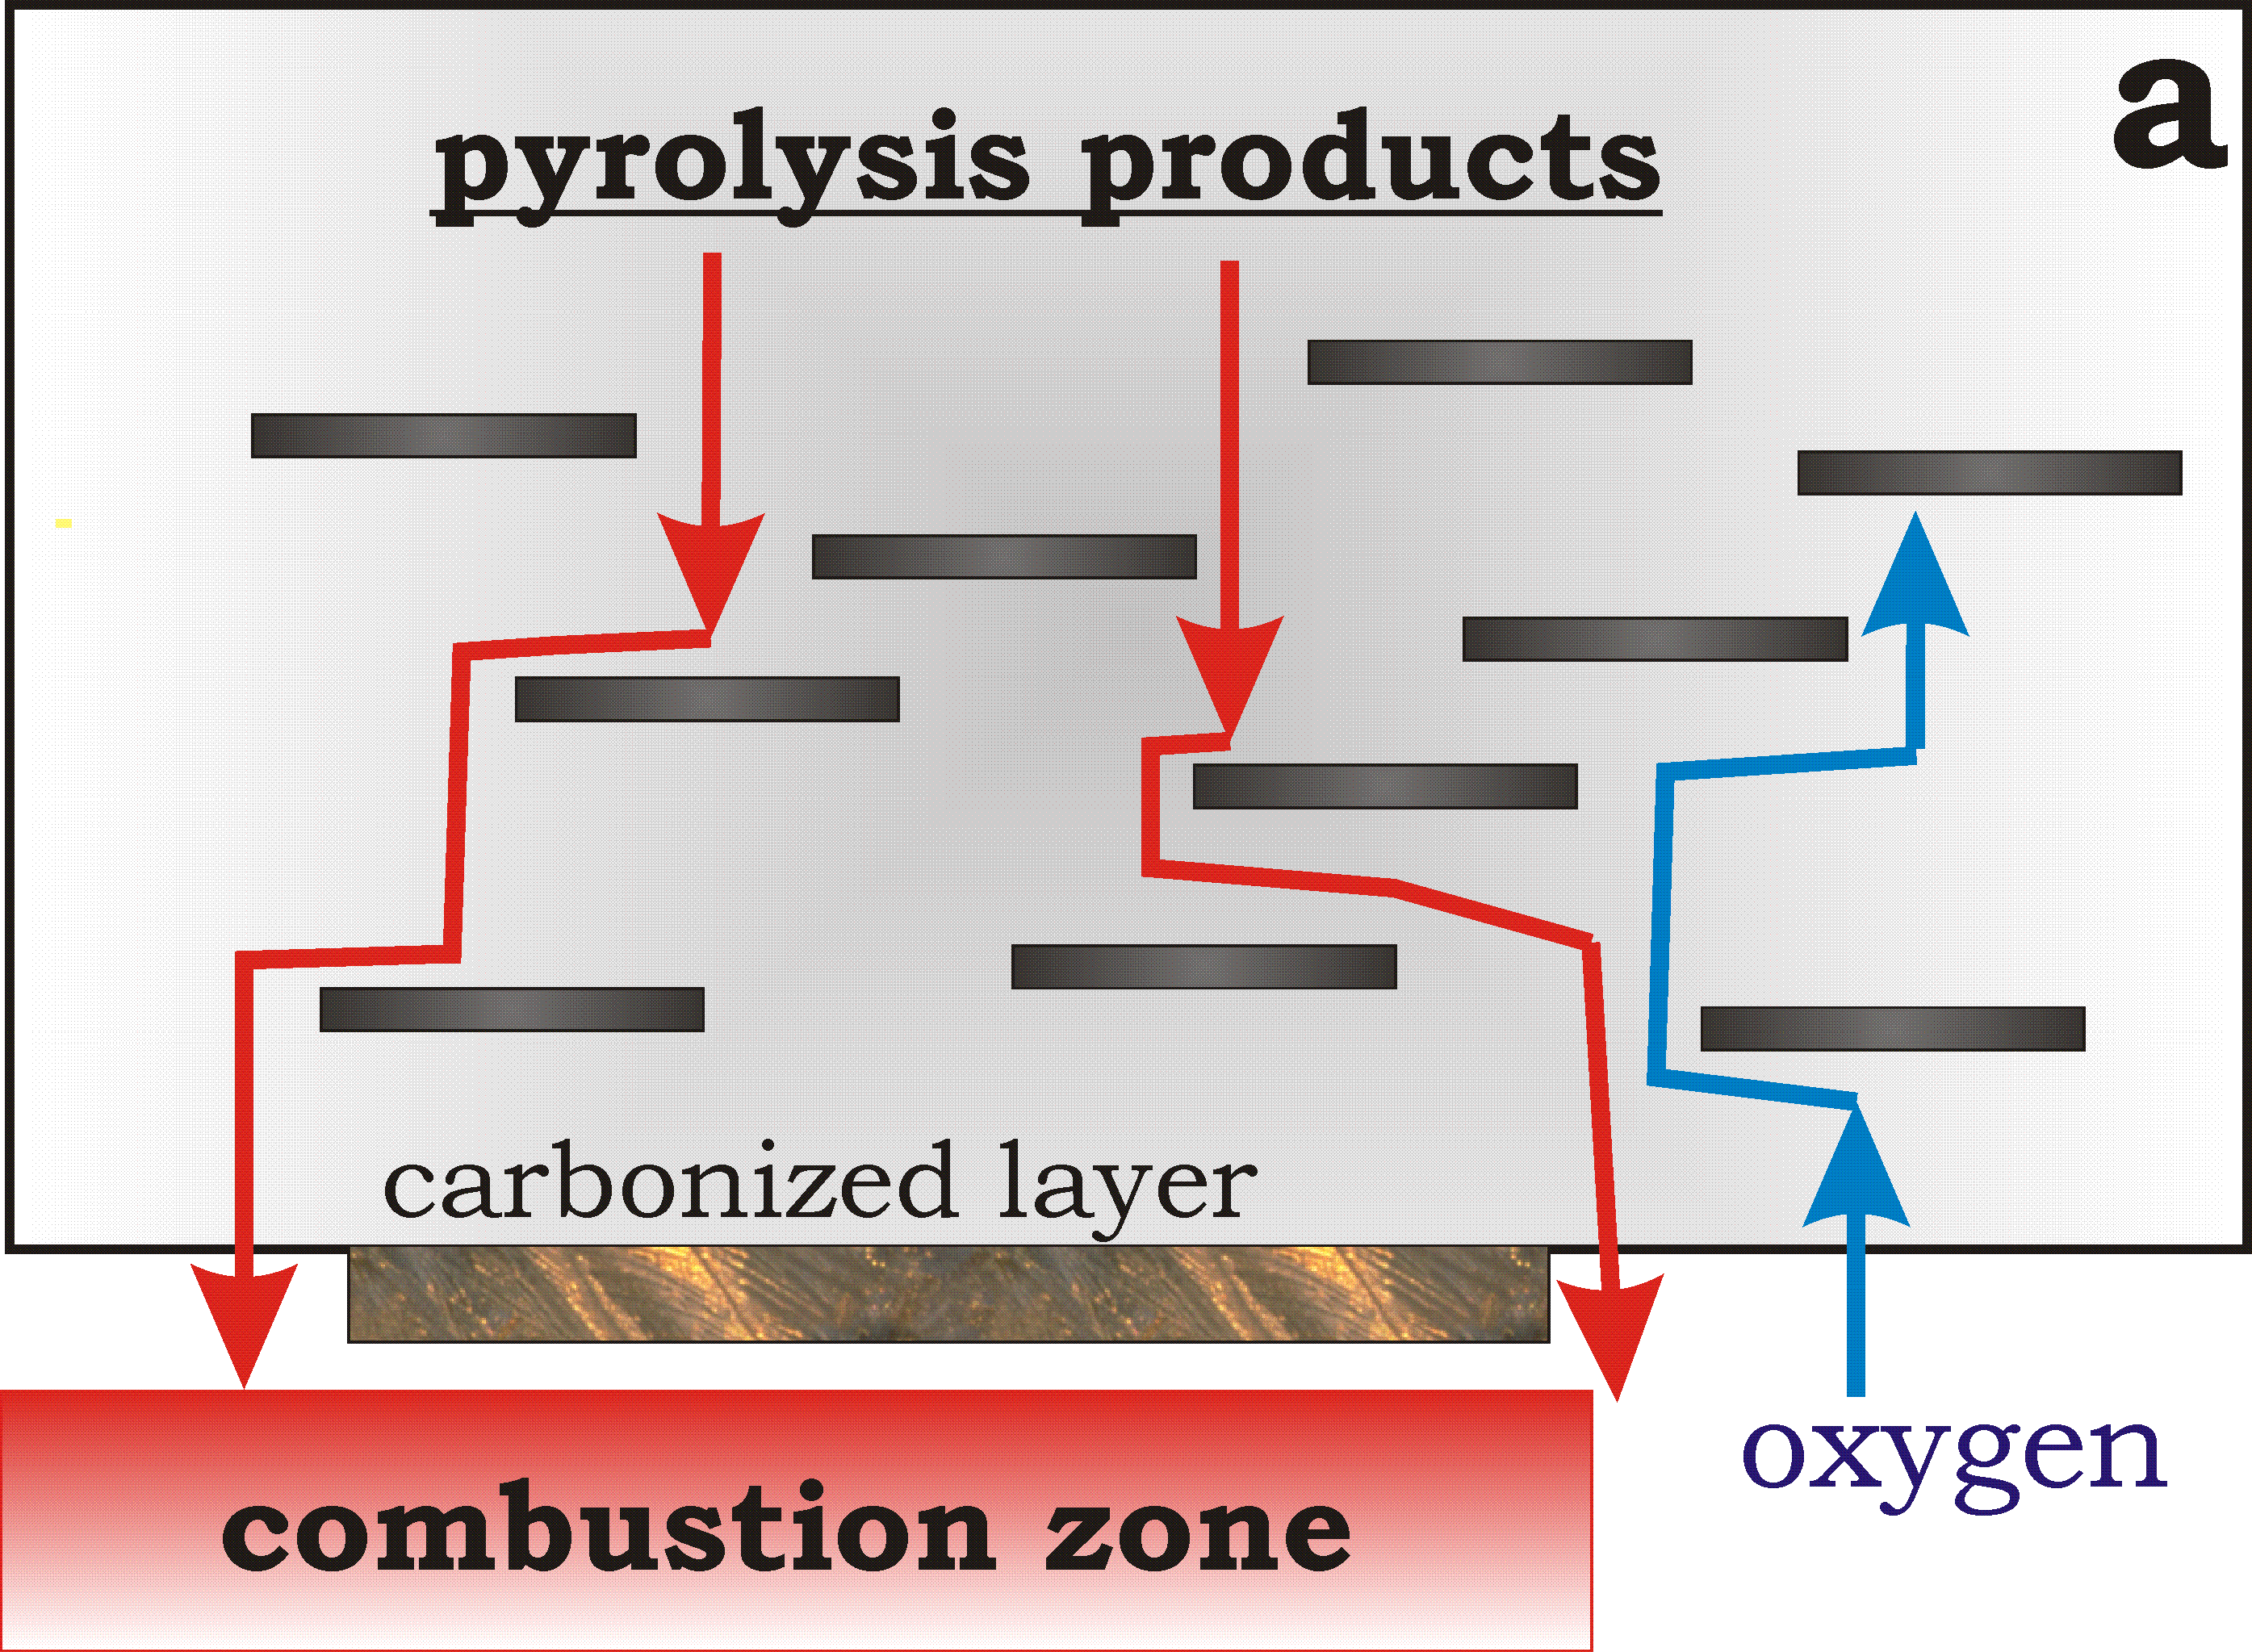 a
pyrolysis products
carbonized layer
oxygen
combustion zone